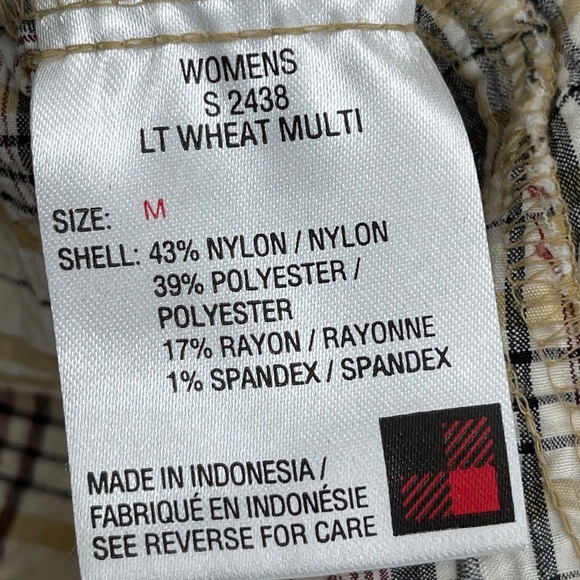 WOMENS
S 2438
LT WHEAT MULTI
SIZE: M
SHELL: 43% NYLON / NYLON
39% POLYESTER /
POLYESTER
17% RAYON / RAYONNE
1% SPANDEX / SPANDEX
MADE IN INDONESIA /
FABRIQUÉ EN INDONÉSIE
SEE REVERSE FOR CARE